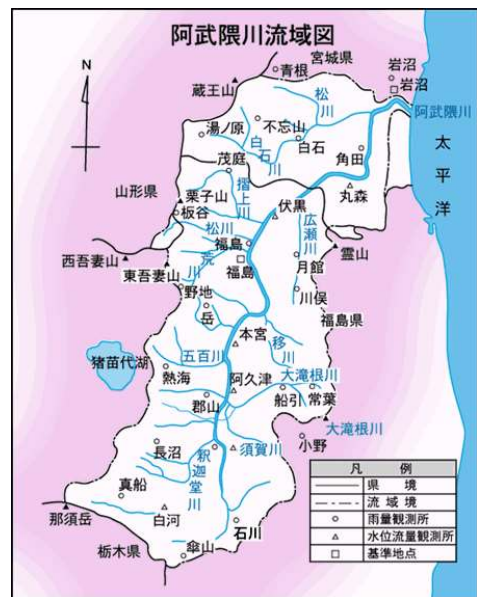 阿武隈川流域図
N
宮城県
青根
岩沼
岩沼
蔵王山
松川
阿武隈川
湯ノ原
不忘山
白石川
白石
角田
太平洋
茂庭
摺上川
丸森
山形県
栗子山
板谷
伏黒
広瀬川
松川
福島
福島
荒川
月館
霊山
西吾妻山
東吾妻山
野地
岳
川俣
福島県
本宮
移川
猪苗代湖
五百川
熱海
阿久津
大滝根川
船引
常葉
郡山
大滝根川
小野
長沼
釈迦堂川
須賀川
真船
那須岳
白河
石川
栃木県
傘山
凡例
県境
流域境
雨量観測所
水位流量観測所
基準地点